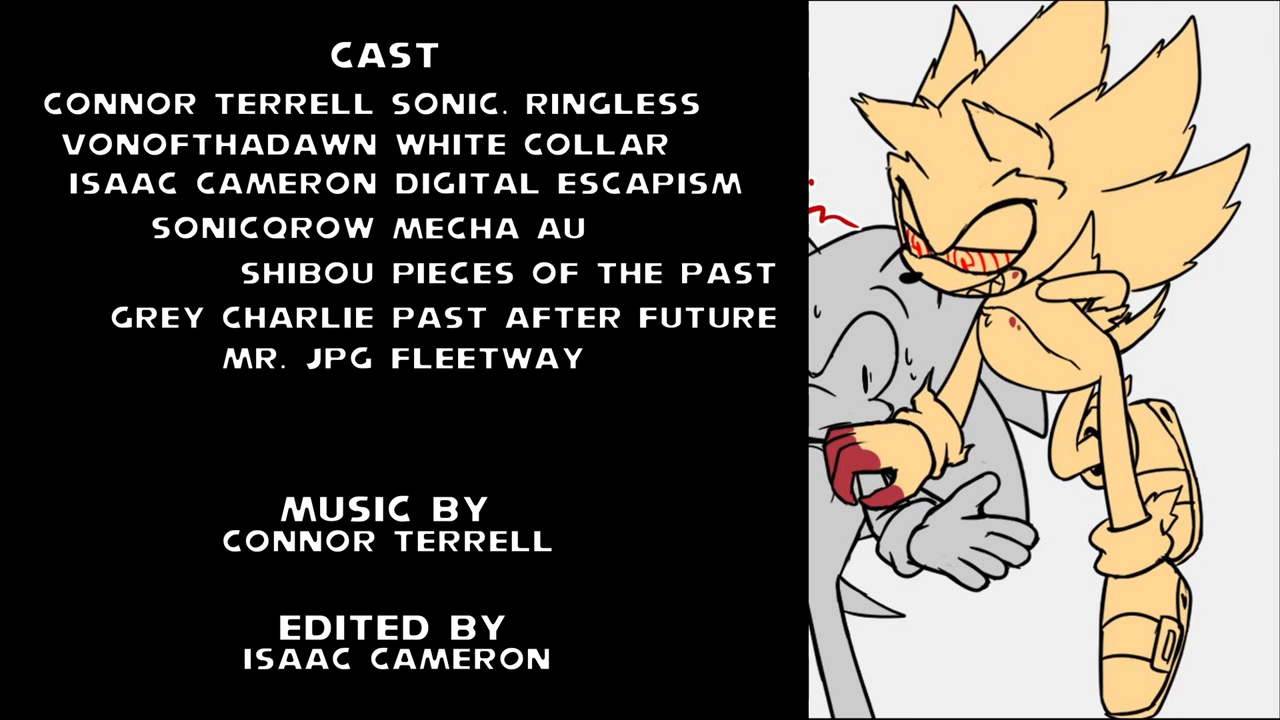 CAST
CONNOR TERRELL SONIC. RINGLESS
VONOFTHADAWN WHITE COLLAR
ISAAC CAMERON DIGITAL ESCAPISM
SONICQROW MECHA AU
SHIBOU PIECES OF THE PAST
GREY CHARLIE PAST AFTER FUTURE
MR. JPG FLEETWAY
MUSIC BY
CONNOR TERRELL
EDITED BY
ISAAC CAMERON